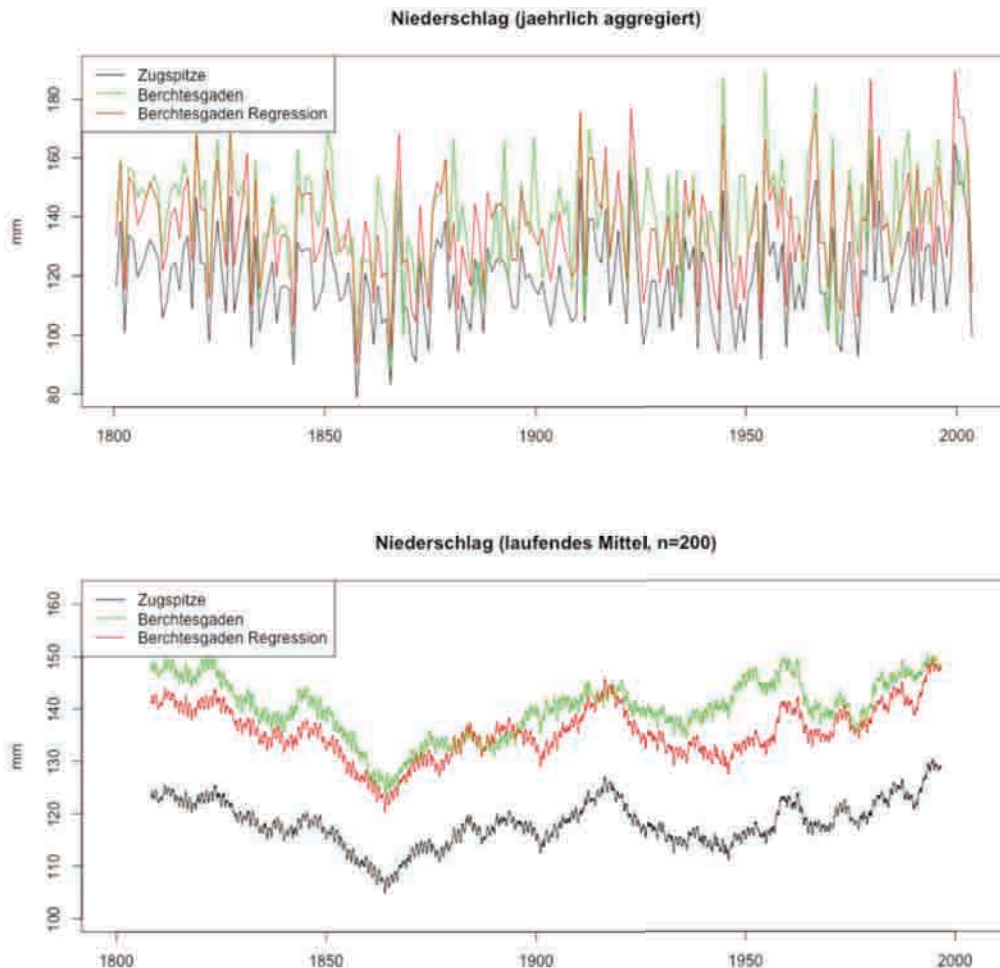 Niederschlag (jaehrlich aggregiert)
Zugspitze
Berchtesgaden
Berchtesgaden Regression
mm
180
160
140
120
100
80
1800
1850
1900
1950
2000
Niederschlag (laufendes Mittel, n=200)
Zugspitze
Berchtesgaden
Berchtesgaden Regression
mm
160
150
140
130
120
110
100
1800
1850
1900
1950
2000